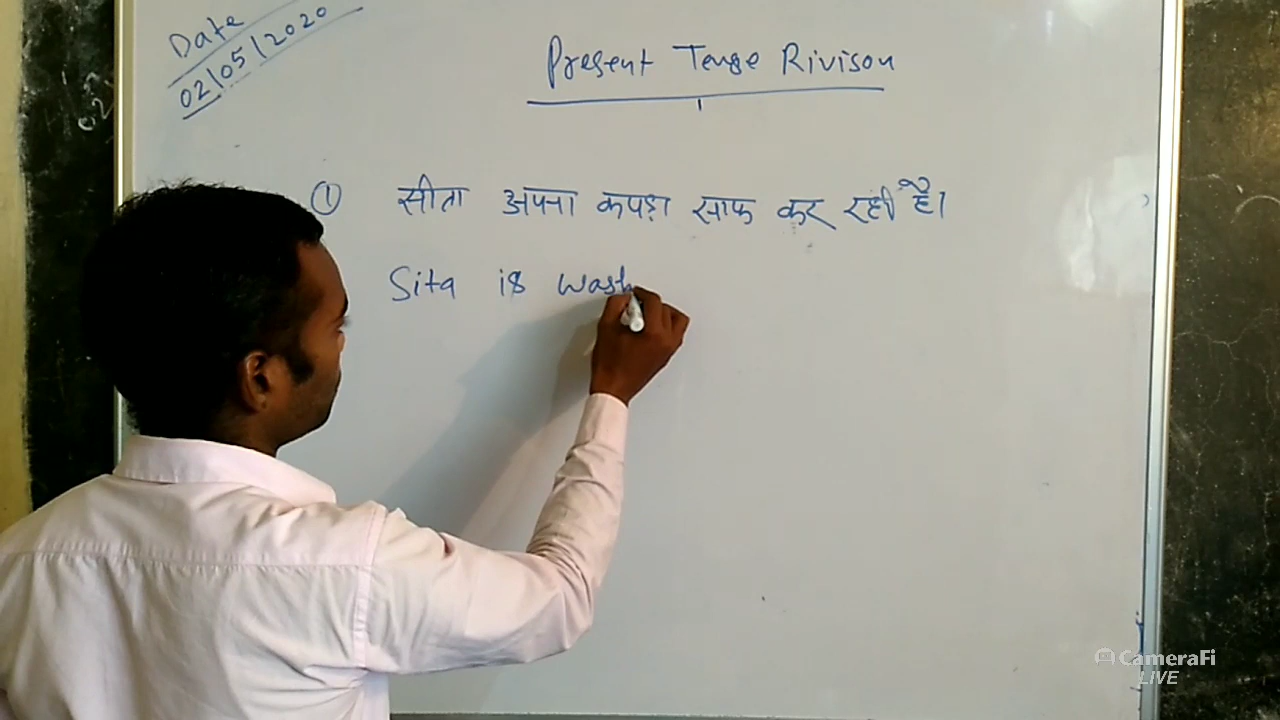 Date
02/05/2020
Present Tense Rivison
① सीता अपना कपड़ा साफ कर रही है।
Sita is wash
CameraFi
LIVE